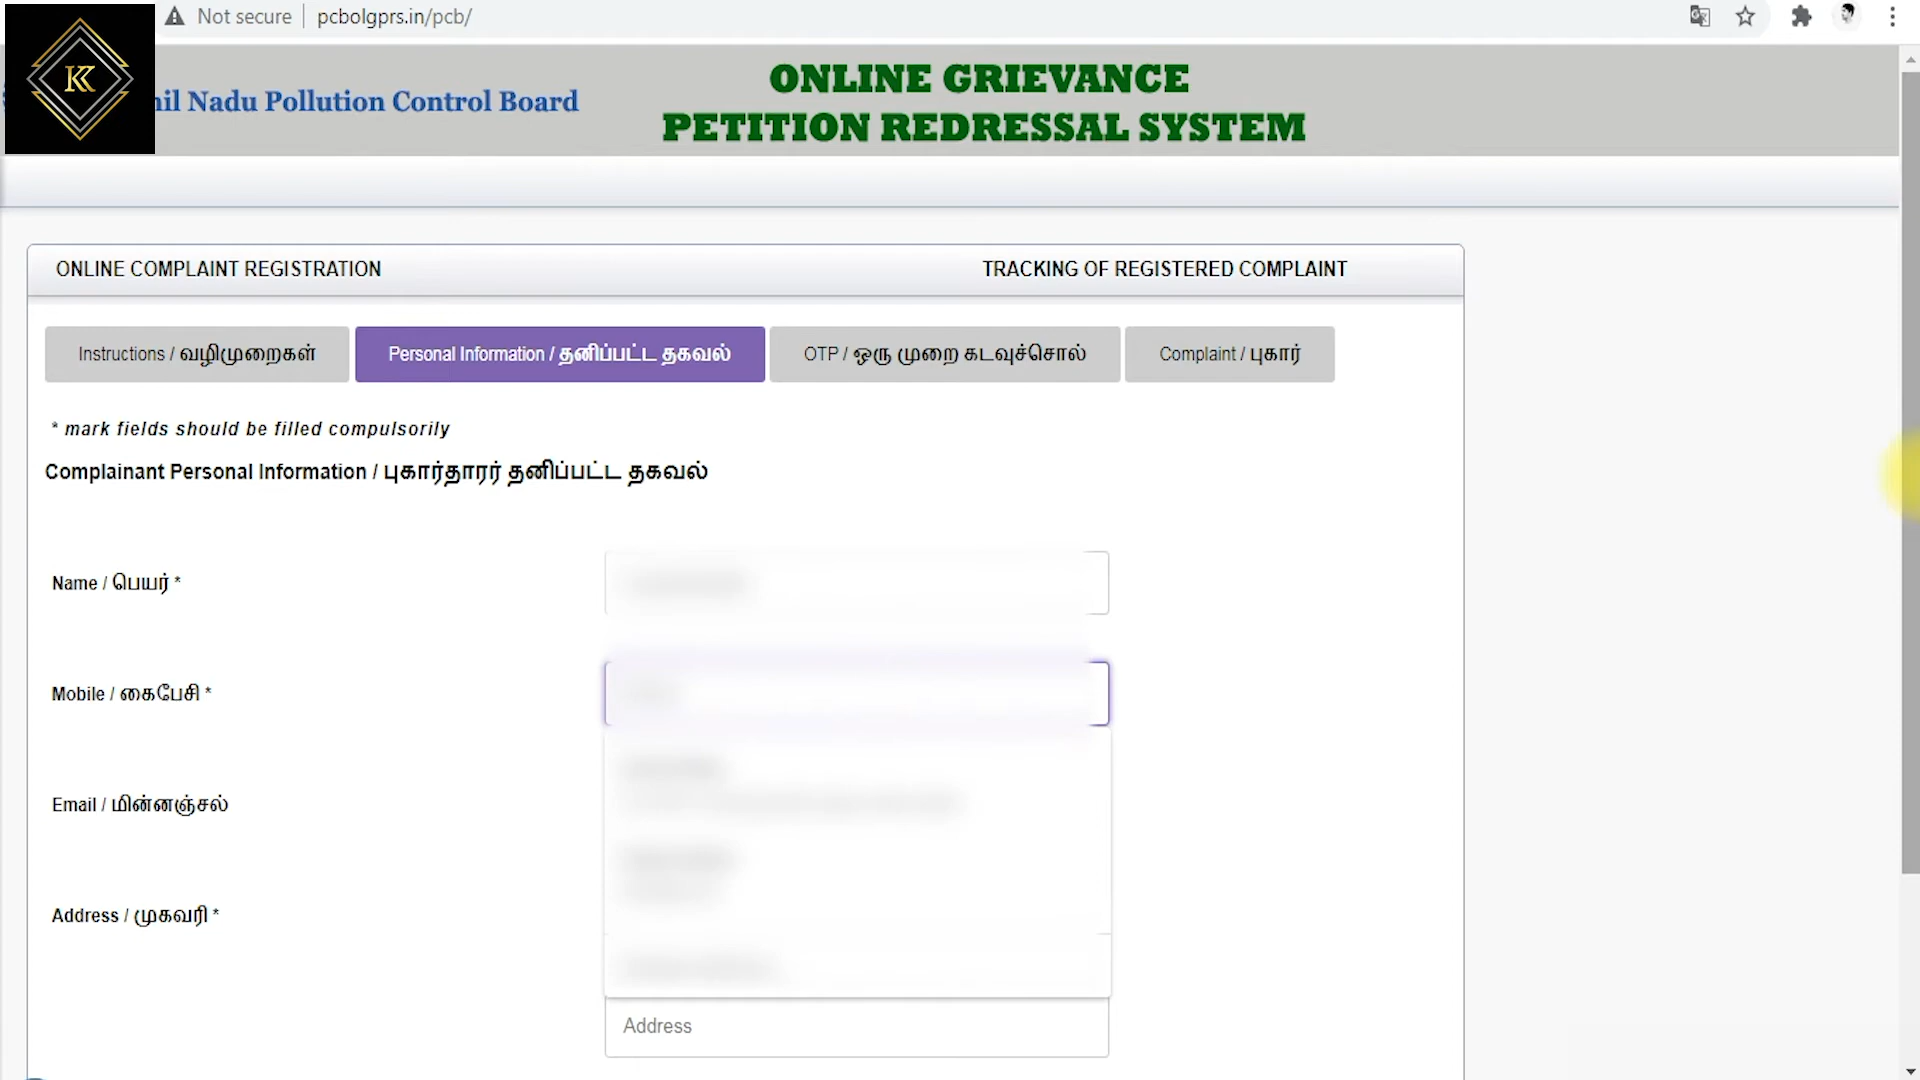 Not secure
pcbolgprs.in/pcb/
KK
Nadu Pollution Control Board
ONLINE GRIEVANCE
PETITION REDRESSAL SYSTEM
ONLINE COMPLAINT REGISTRATION
TRACKING OF REGISTERED COMPLAINT
Instructions / வழிமுறைகள்
Personal Information / தனிப்பட்ட தகவல்
OTP / ஒரு முறை கடவுச்சொல்
Complaint / புகார்
* mark fields should be filled compulsorily
Complainant Personal Information / புகார்தாரர் தனிப்பட்ட தகவல்
Name / பெயர் *
Mobile / கைபேசி *
Email / மின்னஞ்சல்
Address / முகவரி *
Address